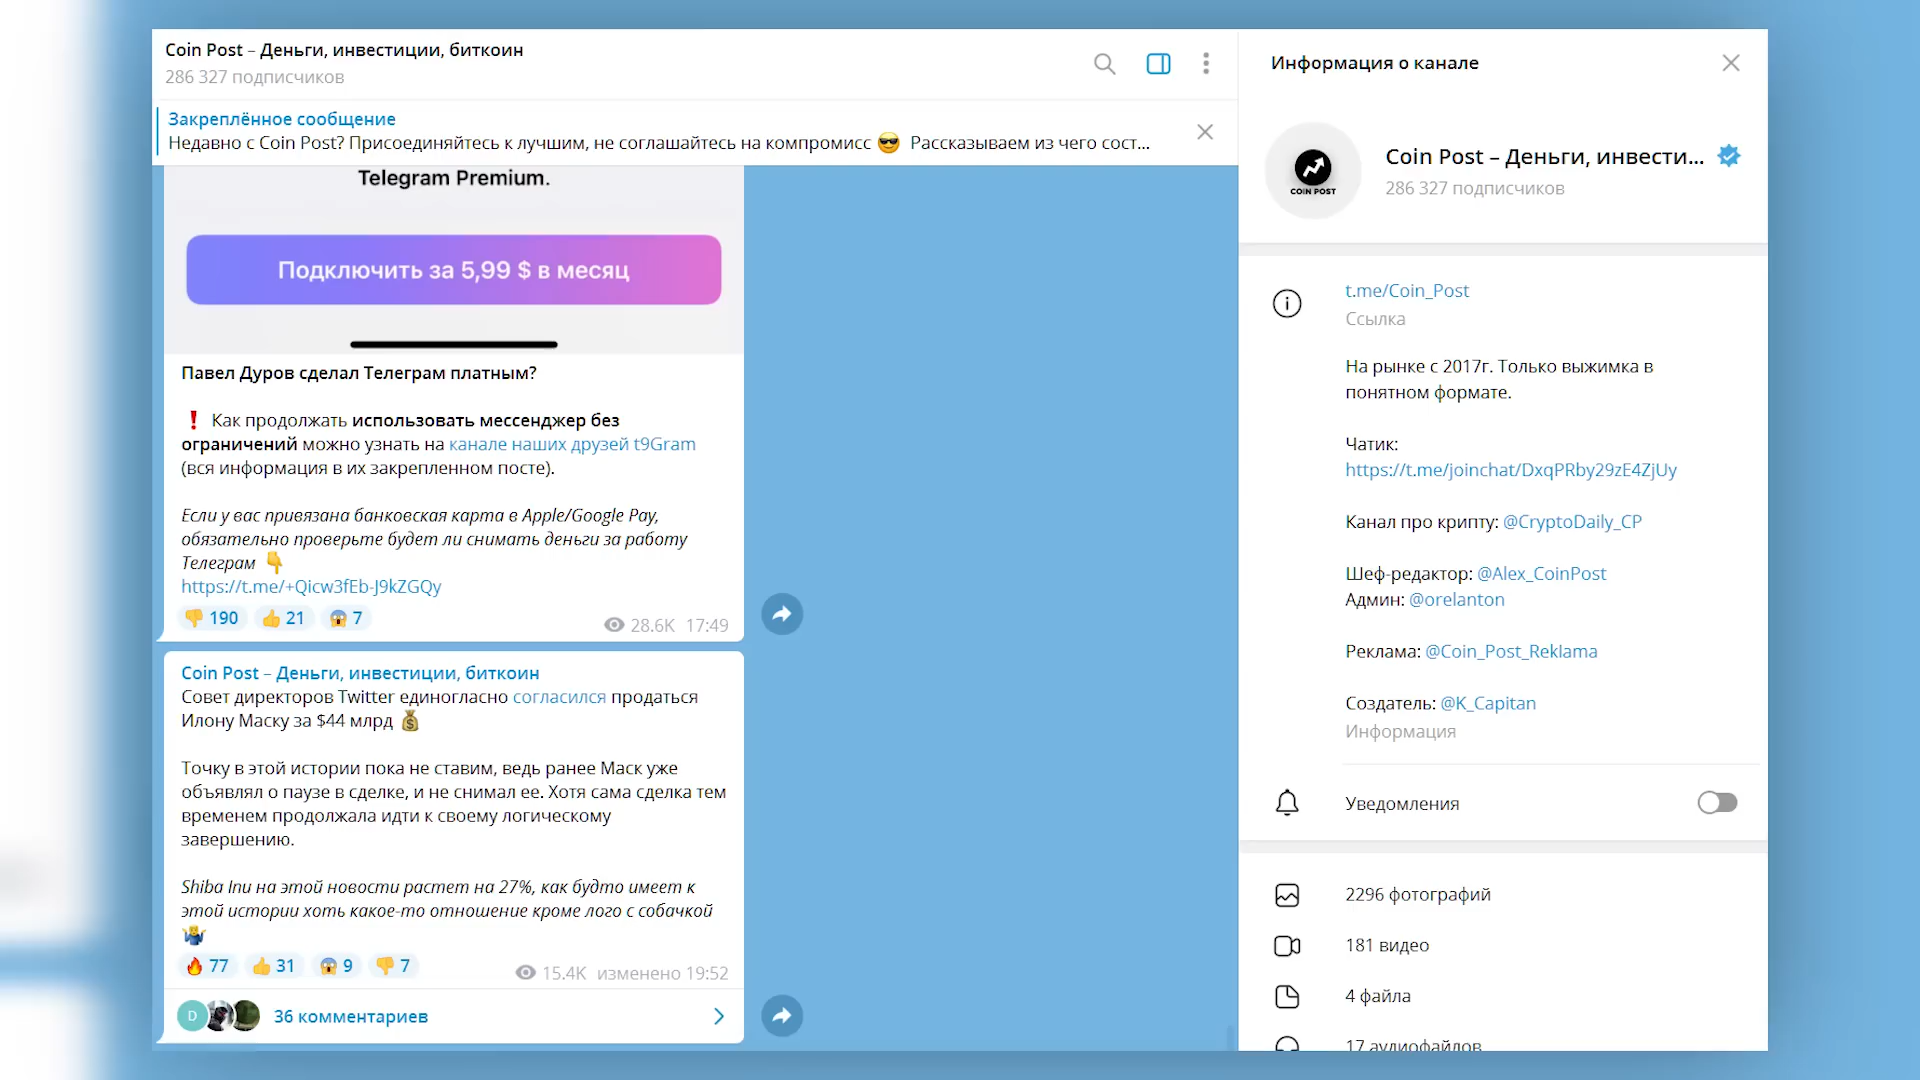 Coin Post – Деньги, инвестиции, биткоин
286 327 подписчиков
Закреплённое сообщение
Недавно с Coin Post? Присоединяйтесь к лучшим, не соглашайтесь на компромисс 😎 Рассказываем из чего сост...
Telegram Premium.
Подключить за 5,99 $ в месяц
Павел Дуров сделал Телеграм платным?
❗ Как продолжать использовать мессенджер без
ограничений можно узнать на канале наших друзей t9Gram
(вся информация в их закрепленном посте).
Если у вас привязана банковская карта в Apple/Google Pay,
обязательно проверьте будет ли снимать деньги за работу
Телеграм 👇
https://t.me/+Qicw3fEb-J9kZGQy
👎 190 👍 21 😱 7
28.6K 17:49
Coin Post – Деньги, инвестиции, биткоин
Совет директоров Twitter единогласно согласился продаться
Илону Маску за $44 млрд 💰
Точку в этой истории пока не ставим, ведь ранее Маск уже
объявлял о паузе в сделке, и не снимал ее. Хотя сама сделка тем
временем продолжала идти к своему логическому
завершению.
Shiba Inu на этой новости растет на 27%, как будто имеет к
этой истории хоть какое-то отношение кроме лого с собачкой
🤷‍♂️
🔥 77 👍 31 😱 9 👎 7
15.4K изменено 19:52
D
36 комментариев
Информация о канале
COIN POST
Coin Post – Деньги, инвести...
286 327 подписчиков
t.me/Coin_Post
Ссылка
На рынке с 2017г. Только выжимка в
понятном формате.
Чатик:
https://t.me/joinchat/DxqPRby29zE4ZjUy
Канал про крипту: @CryptoDaily_CP
Шеф-редактор: @Alex_CoinPost
Админ: @orelanton
Реклама: @Coin_Post_Reklama
Создатель: @K_Capitan
Информация
Уведомления
2296 фотографий
181 видео
4 файла
17 аудиофайлов